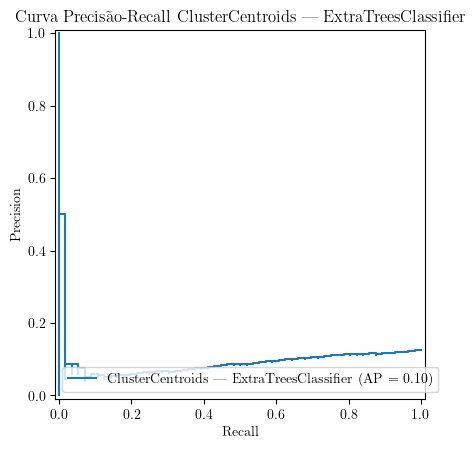 Curva Precisão-Recall ClusterCentroids — ExtraTreesClassifier
1.0
0.8
0.6
0.4
0.2
0.0
Precision
ClusterCentroids — ExtraTreesClassifier (AP = 0.10)
0.0 0.2 0.4 0.6 0.8 1.0
Recall